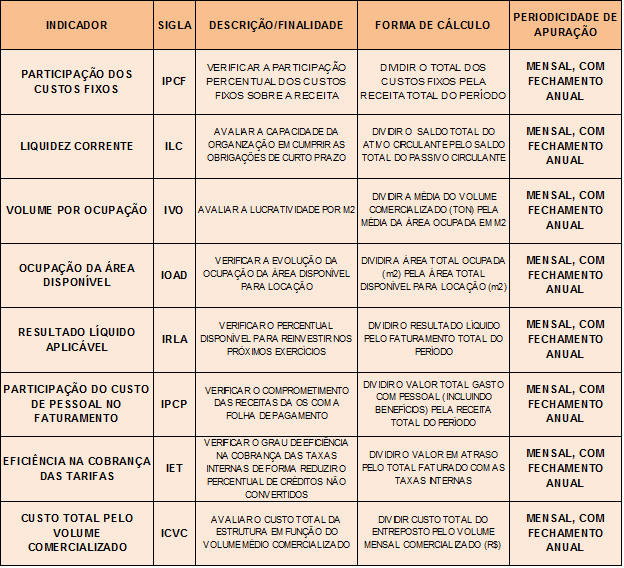 INDICADOR
SIGLA
DESCRIÇÃO/FINALIDADE
FORMA DE CÁLCULO
PERIODICIDADE DE
APURAÇÃO
PARTICIPAÇÃO DOS
CUSTOS FIXOS
IPCF
VERIFICAR A PARTICIPAÇÃO
PERCENTUAL DOS CUSTOS
FIXOS SOBRE A RECEITA
DIVIDIR O TOTAL DOS
CUSTOS FIXOS PELA
RECEITA TOTAL DO PERÍODO
MENSAL, COM
FECHAMENTO
ANUAL
LIQUIDEZ CORRENTE
ILC
AVALIAR A CAPACIDADE DA
ORGANIZAÇÃO EM CUMPRIR AS
OBRIGAÇÕES DE CURTO PRAZO
DIVIDIR O SALDO TOTAL DO
ATIVO CIRCULANTE PELO SALDO
TOTAL DO PASSIVO CIRCULANTE
MENSAL, COM
FECHAMENTO
ANUAL
VOLUME POR OCUPAÇÃO
IVO
AVALIAR A LUCRATIVIDADE POR M2
DIVIDIR A MÉDIA DO VOLUME
COMERCIALIZADO (TON) PELA
MÉDIA DA ÁREA OCUPADA EM M2
MENSAL, COM
FECHAMENTO
ANUAL
OCUPAÇÃO DA ÁREA
DISPONÍVEL
IOAD
VERIFICAR A EVOLUÇÃO DA
OCUPAÇÃO DA ÁREA DISPONÍVEL
PARA LOCAÇÃO
DIVIDIR A ÁREA TOTAL OCUPADA
(m2) PELA ÀREA TOTAL
DISPONÍVEL PARA LOCAÇÃO (m2)
MENSAL, COM
FECHAMENTO
ANUAL
RESULTADO LÍQUIDO
APLICÁVEL
IRLA
VERIFICAR O PERCENTUAL
DISPONÍVEL PARA REINVESTIR NOS
PRÓXIMOS EXERCÍCIOS
DIVIDIR O RESULTADO LÍQUIDO
PELO FATURAMENTO TOTAL DO
PERÍODO
MENSAL, COM
FECHAMENTO
ANUAL
PARTICIPAÇÃO DO CUSTO
DE PESSOAL NO
FATURAMENTO
IPCP
VERIFICAR O COMPROMETIMENTO
DAS RECEITAS DA OS COM A
FOLHA DE PAGAMENTO
DIVIDIR O VALOR TOTAL GASTO
COM PESSOAL (INCLUINDO
BENEFÍCIOS) PELA RECEITA
TOTAL DO PERÍODO
MENSAL, COM
FECHAMENTO
ANUAL
EFICIÊNCIA NA COBRANÇA
DAS TARIFAS
IET
VERIFICAR O GRAU DE EFICIÊNCIA
NA COBRANÇA DAS TAXAS
INTERNAS DE FORMA REDUZIR O
PERCENTUAL DE CRÉDITOS NÃO
CONVERTIDOS
DIVIDIR O VALOR EM ATRASO
PELO TOTAL FATURADO COM AS
TAXAS INTERNAS
MENSAL, COM
FECHAMENTO
ANUAL
CUSTO TOTAL PELO
VOLUME
COMERCIALIZADO
ICVC
AVALIAR O CUSTO TOTAL DA
ESTRUTURA EM FUNÇÃO DO
VOLUME MÉDIO COMERCIALIZADO
DIVIDIR CUSTO TOTAL DO
ENTREPOSTO PELO VOLUME
MENSAL COMERCIALIZADO (R$)
MENSAL, COM
FECHAMENTO
ANUAL